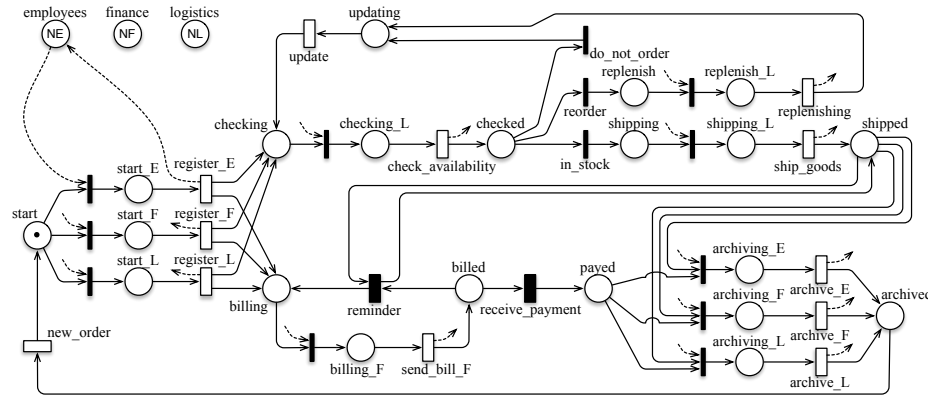 employees finance logistics
NE NF NL
updating
update
do_not_order
replenish
replenish_L
reorder
replenishing
checking
checking_L
checked
shipping
shipping_L
shipped
check_availability
in_stock
ship_goods
start_E
register_E
start
start_F
register_F
start_L
register_L
billing
reminder
billed
receive_payment
payed
archiving_E
archive_E
archiving_F
archive_F
archived
archiving_L
archive_L
new_order
billing_F
send_bill_F